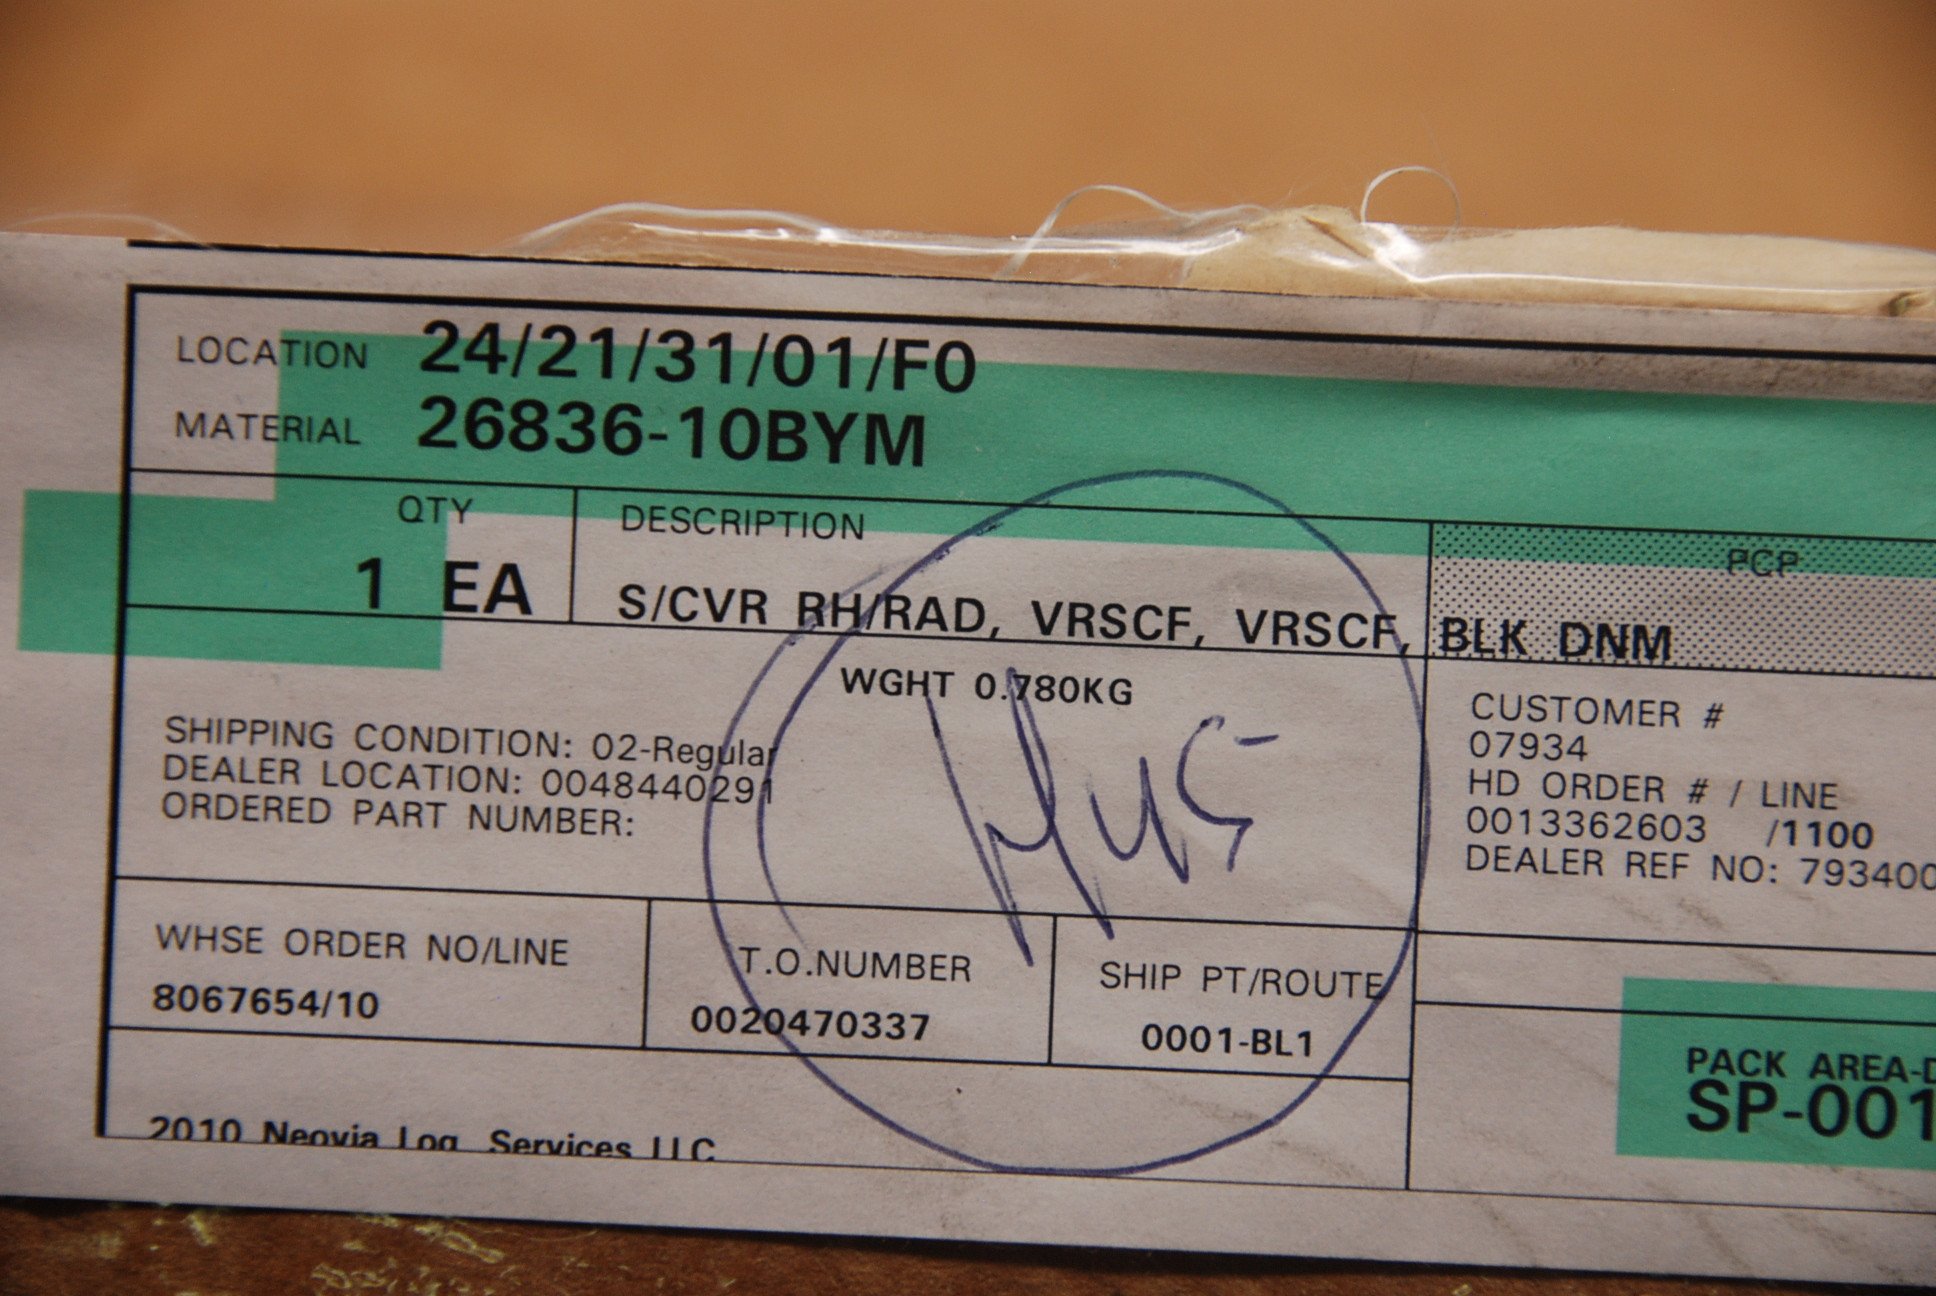 LOCATION 24/21/31/01/F0
MATERIAL 26836-10BYM
QTY DESCRIPTION PCP
1 EA S/CVR RH/RAD, VRSCF, VRSCF, BLK DNM
WGHT 0.780KG
SHIPPING CONDITION: 02-Regular
DEALER LOCATION: 0048440291
ORDERED PART NUMBER:
CUSTOMER #
07934
HD ORDER # / LINE
0013362603 /1100
DEALER REF NO: 793400
WHSE ORDER NO/LINE
8067654/10
T.O.NUMBER
0020470337
SHIP PT/ROUTE
0001-BL1
PACK AREA-D
SP-001
2010 Neovia Log. Services LLC